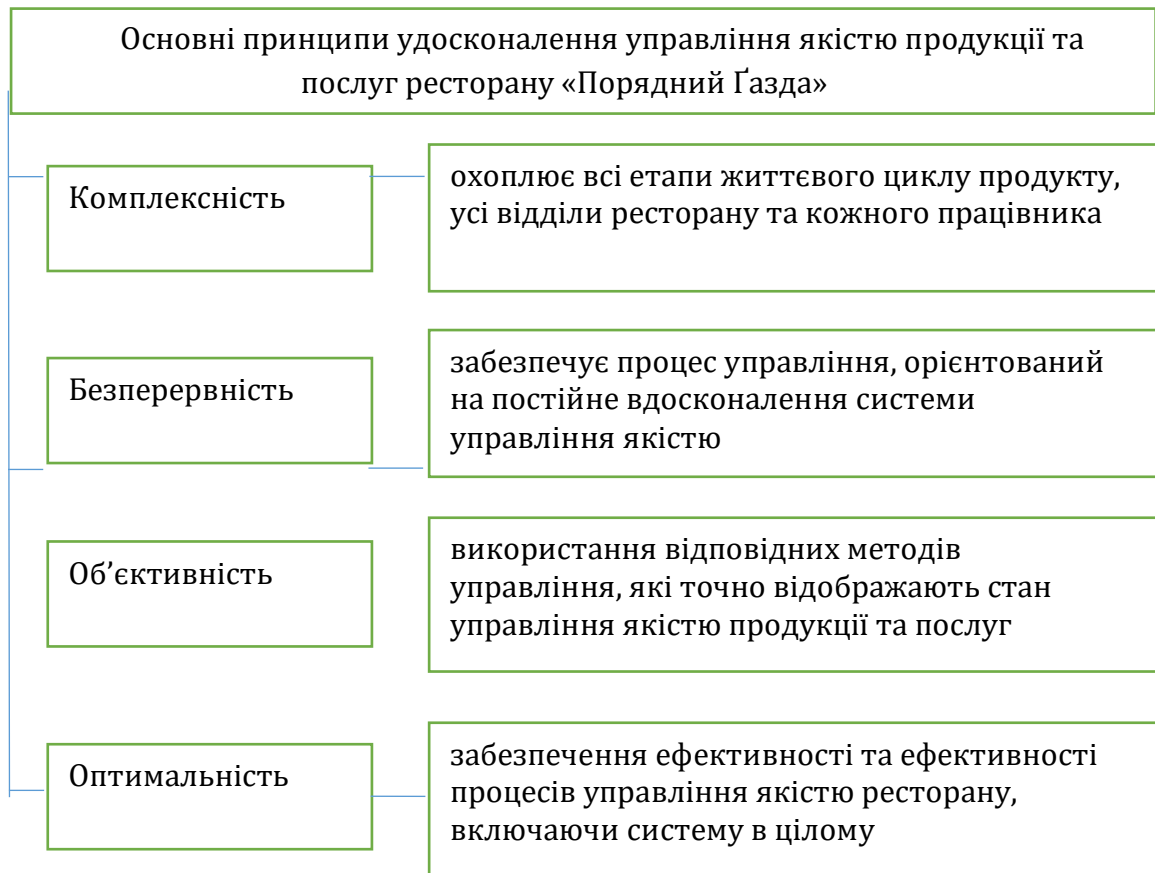 Основні принципи удосконалення управління якістю продукції та
послуг ресторану «Порядний Ґазда»
Комплексність
охоплює всі етапи життєвого циклу продукту,
усі відділи ресторану та кожного працівника
Безперервність
забезпечує процес управління, орієнтований
на постійне вдосконалення системи
управління якістю
Об’єктивність
використання відповідних методів
управління, які точно відображають стан
управління якістю продукції та послуг
Оптимальність
забезпечення ефективності та ефективності
процесів управління якістю ресторану,
включаючи систему в цілому